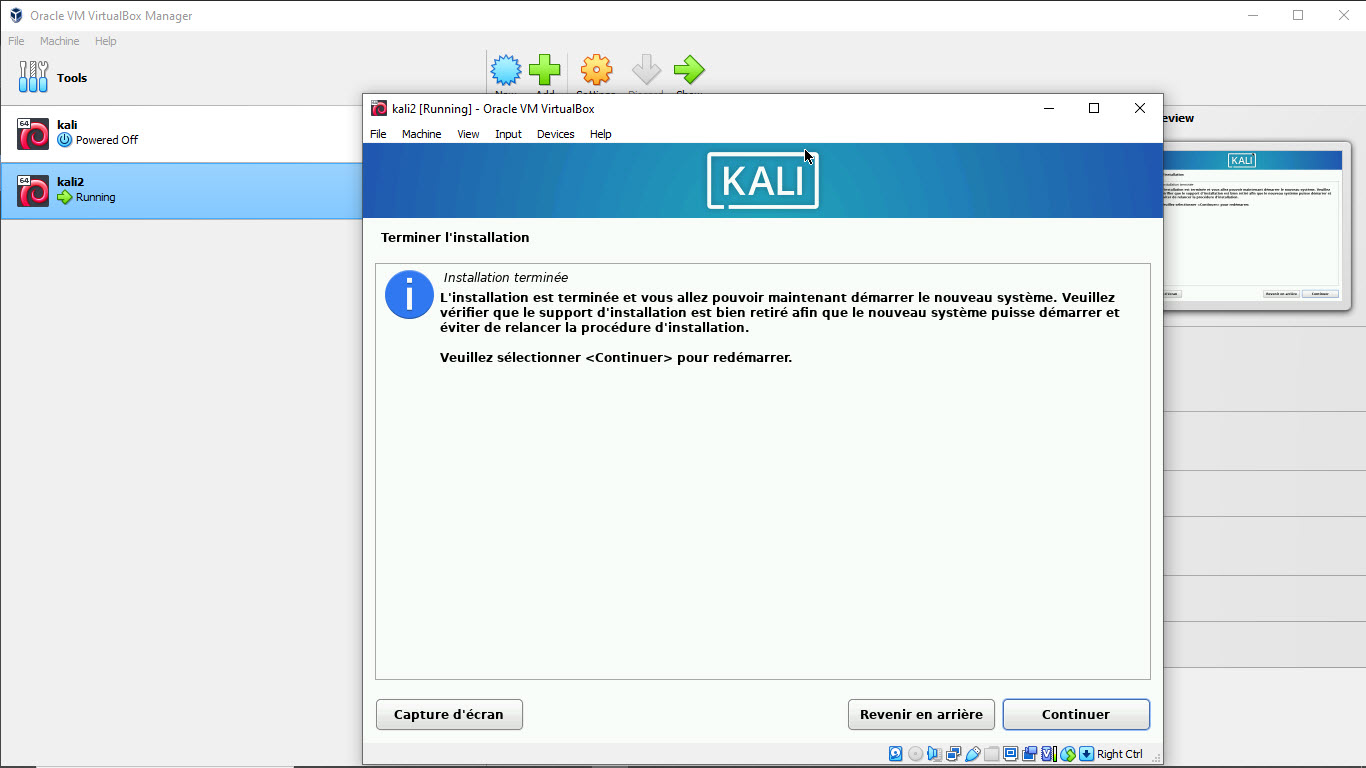 Oracle VM VirtualBox Manager
File Machine Help
Tools
kali
Powered Off
kali2
Running
kali2 [Running] - Oracle VM VirtualBox
File Machine View Input Devices Help
KALI
Terminer l'installation
Installation terminée
L'installation est terminée et vous allez pouvoir maintenant démarrer le nouveau système. Veuillez
vérifier que le support d'installation est bien retiré afin que le nouveau système puisse démarrer et
éviter de relancer la procédure d'installation.
Veuillez sélectionner <Continuer> pour redémarrer.
Capture d'écran
Revenir en arrière
Continuer
Right Ctrl
eview
KALI
64
64